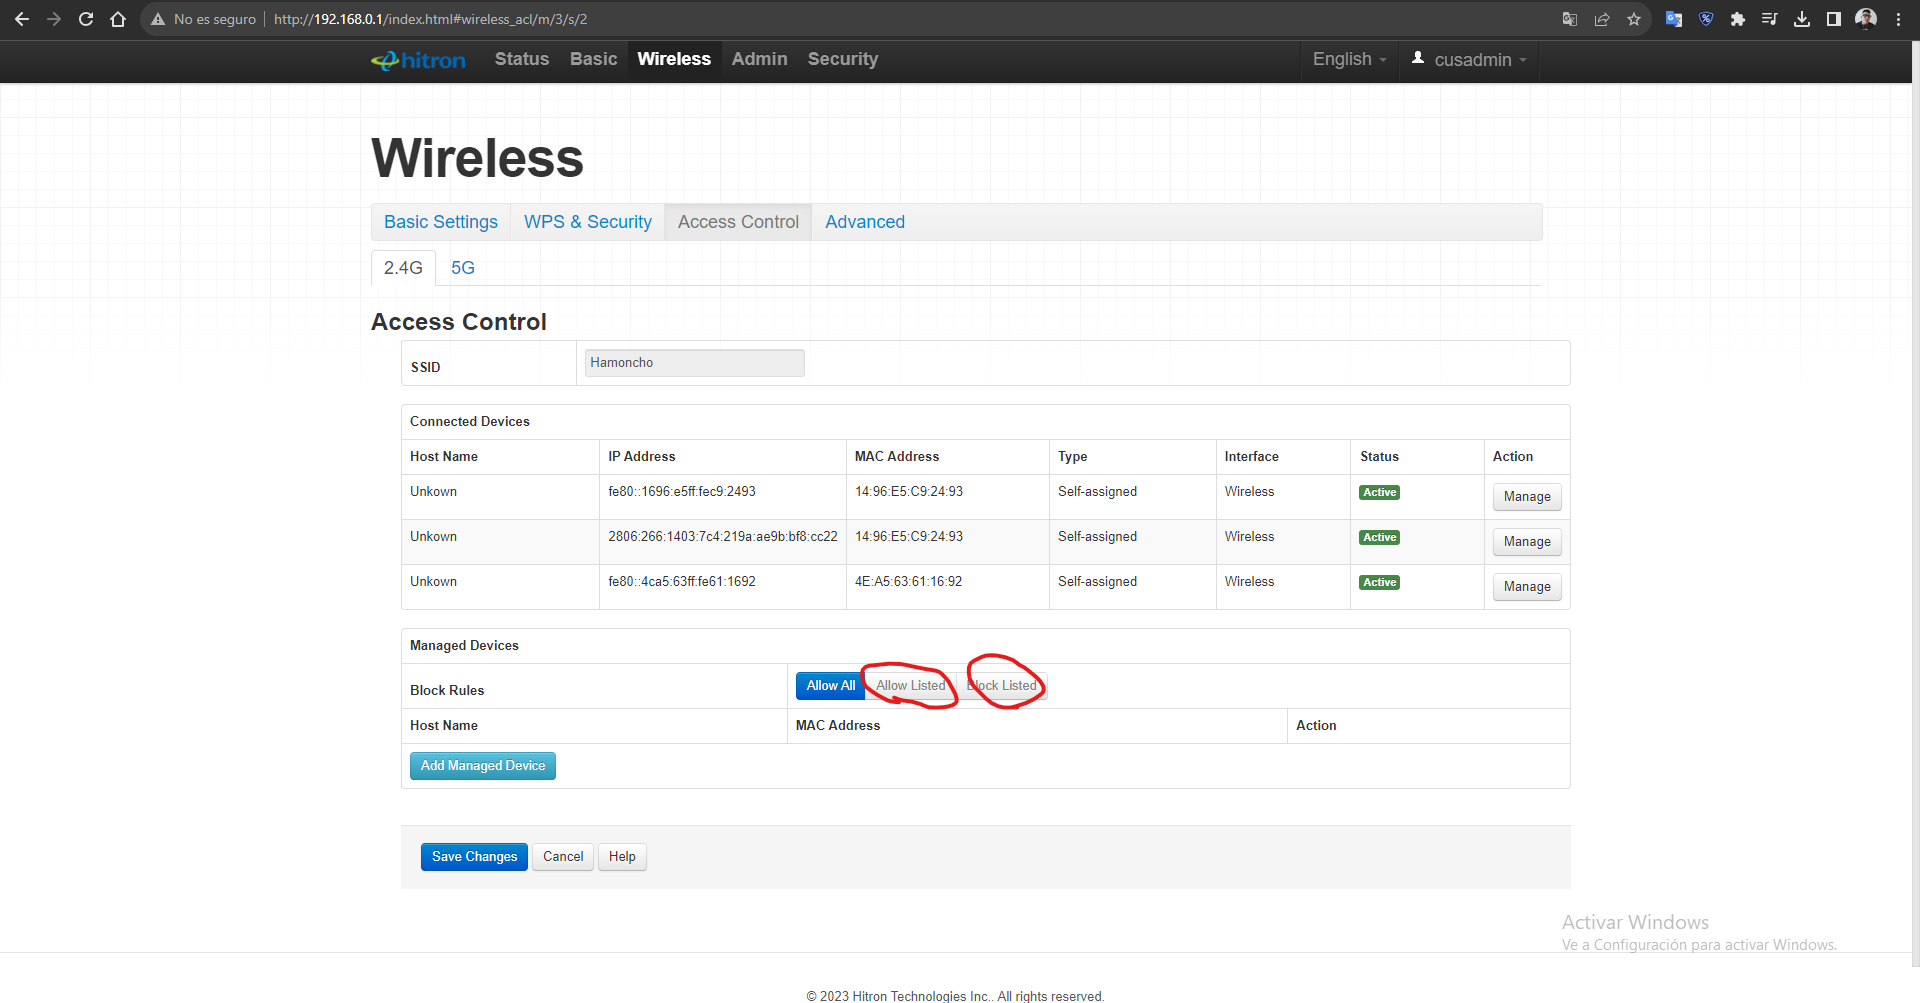 No es seguro http://192.168.0.1/index.html#wireless_acl/m/3/s/2
hitron Status Basic Wireless Admin Security English cusadmin
Wireless
Basic Settings WPS & Security Access Control Advanced
2.4G 5G
Access Control
SSID Hamoncho
Connected Devices
Host Name IP Address MAC Address Type Interface Status Action
Unkown fe80::1696:e5ff:fec9:2493 14:96:E5:C9:24:93 Self-assigned Wireless Active Manage
Unkown 2806:266:1403:7c4:219a:ae9b:bf8:cc22 14:96:E5:C9:24:93 Self-assigned Wireless Active Manage
Unkown fe80::4ca5:63ff:fe61:1692 4E:A5:63:61:16:92 Self-assigned Wireless Active Manage
Managed Devices
Block Rules Allow All Allow Listed Block Listed
Host Name MAC Address Action
Add Managed Device
Save Changes Cancel Help
Activar Windows
Ve a Configuración para activar Windows.
© 2023 Hitron Technologies Inc.. All rights reserved.